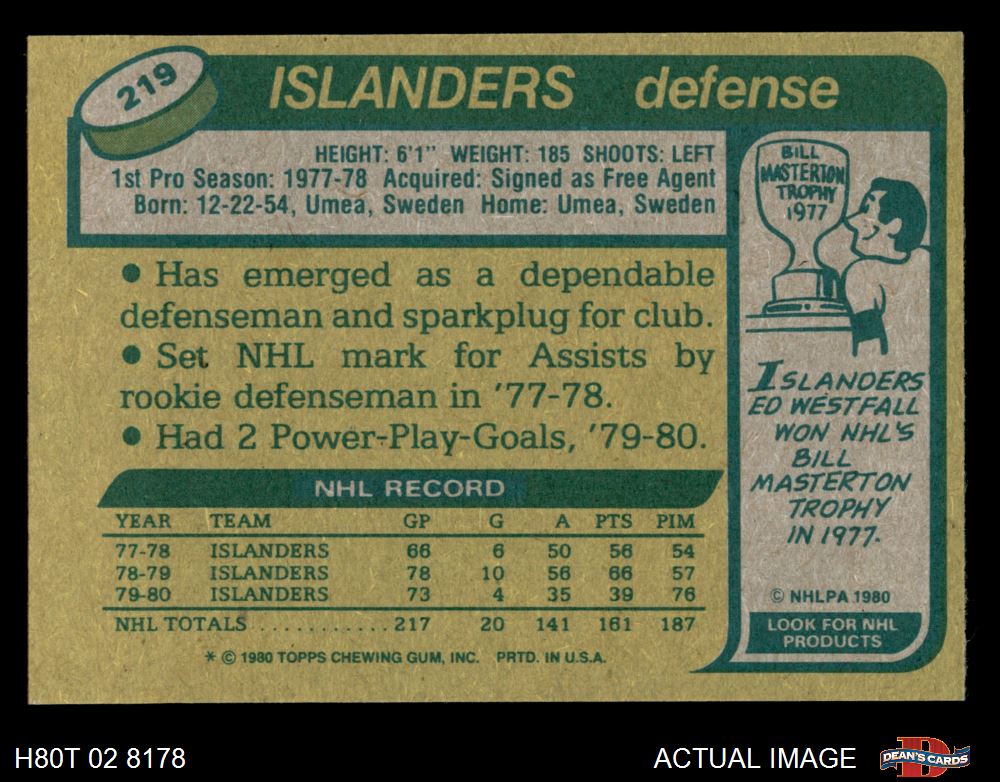 219
ISLANDERS defense
HEIGHT: 6'1" WEIGHT: 185 SHOOTS: LEFT
1st Pro Season: 1977-78 Acquired: Signed as Free Agent
Born: 12-22-54, Umea, Sweden Home: Umea, Sweden
• Has emerged as a dependable
defenseman and sparkplug for club.
• Set NHL mark for Assists by
rookie defenseman in '77-78.
• Had 2 Power-Play-Goals, '79-80.
NHL RECORD
YEAR TEAM GP G A PTS PIM
77-78 ISLANDERS 66 6 50 56 54
78-79 ISLANDERS 78 10 56 66 57
79-80 ISLANDERS 73 4 35 39 76
NHL TOTALS ............217 20 141 161 187
* © 1980 TOPPS CHEWING GUM, INC. PRTD. IN U.S.A.
BILL
MASTERTON
TROPHY
1977
ISLANDERS
ED WESTFALL
WON NHL'S
BILL
MASTERTON
TROPHY
IN 1977.
© NHLPA 1980
LOOK FOR NHL
PRODUCTS
H80T 02 8178
ACTUAL IMAGE
D
DEAN'S CARDS